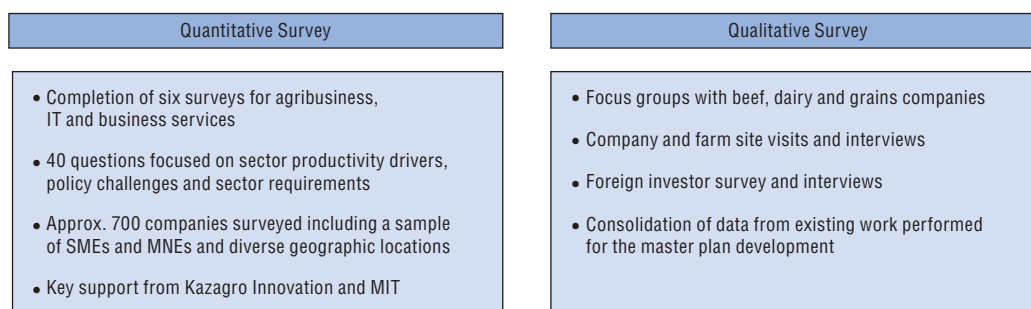 Quantitative Survey
• Completion of six surveys for agribusiness,
IT and business services
• 40 questions focused on sector productivity drivers,
policy challenges and sector requirements
• Approx. 700 companies surveyed including a sample
of SMEs and MNEs and diverse geographic locations
• Key support from Kazagro Innovation and MIT
Qualitative Survey
• Focus groups with beef, dairy and grains companies
• Company and farm site visits and interviews
• Foreign investor survey and interviews
• Consolidation of data from existing work performed
for the master plan development